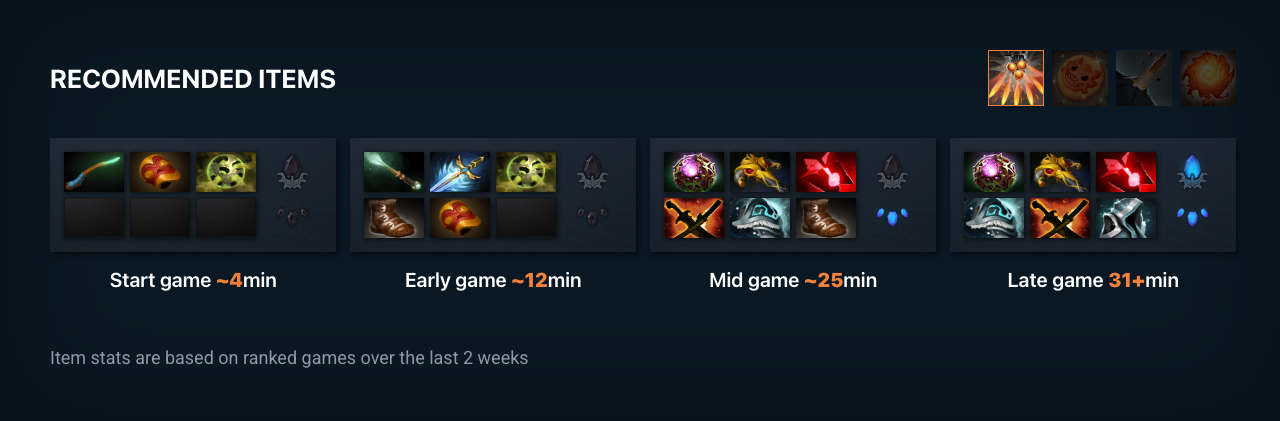 RECOMMENDED ITEMS
Start game ~4min
Early game ~12min
Mid game ~25min
Late game 31+min
Item stats are based on ranked games over the last 2 weeks